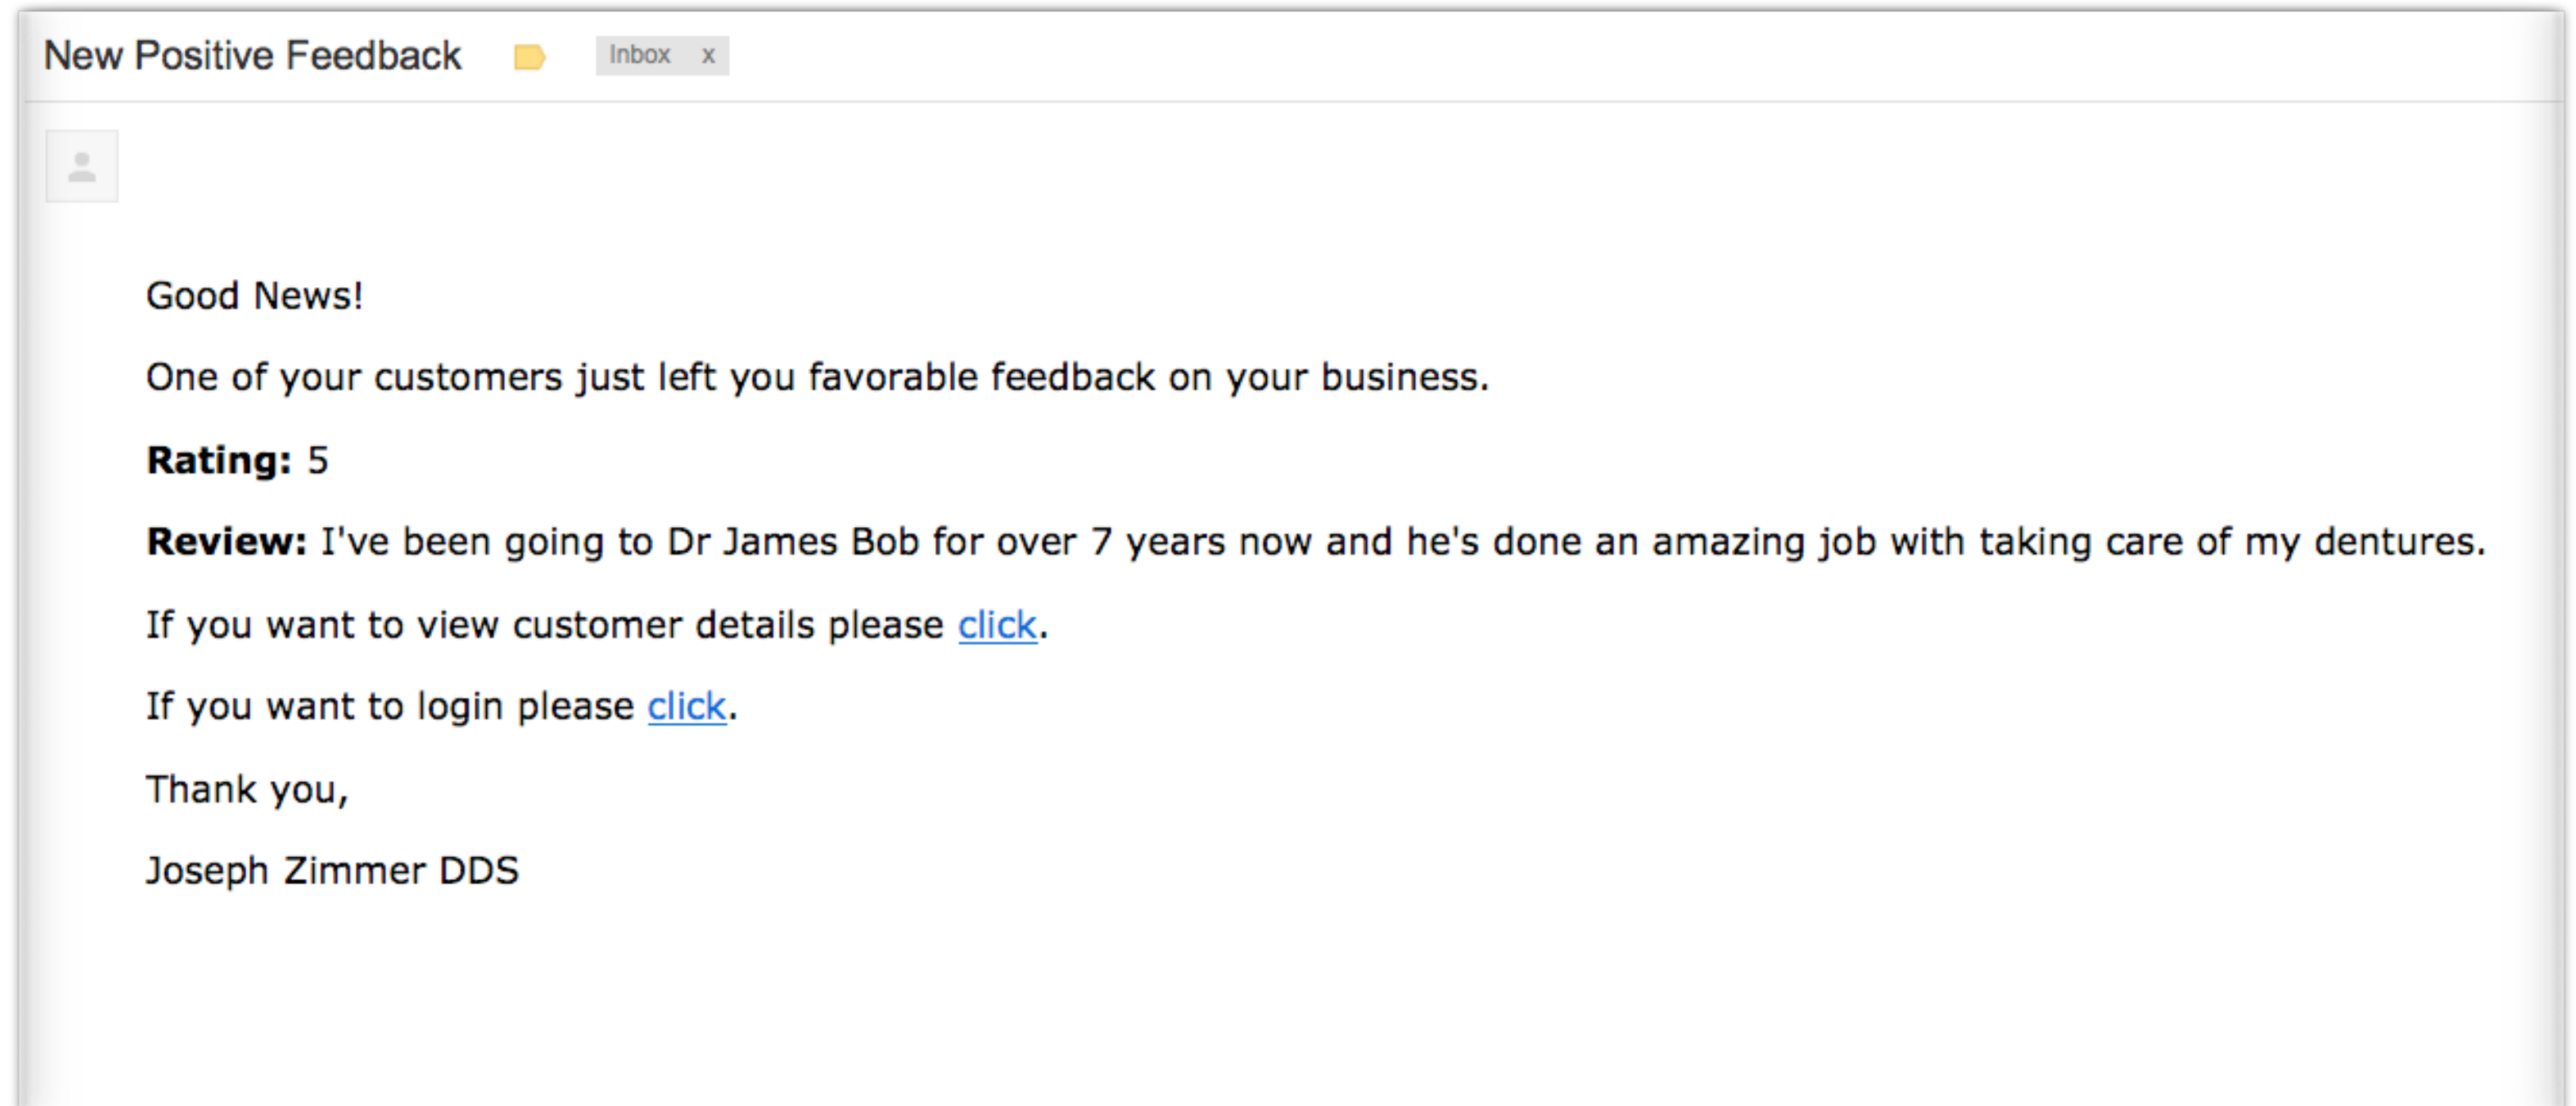 New Positive Feedback Inbox x
Good News!
One of your customers just left you favorable feedback on your business.
Rating: 5
Review: I've been going to Dr James Bob for over 7 years now and he's done an amazing job with taking care of my dentures.
If you want to view customer details please click.
If you want to login please click.
Thank you,
Joseph Zimmer DDS